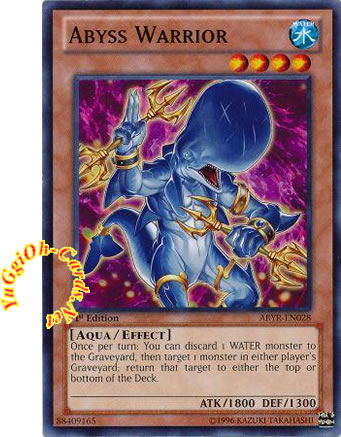 ABYSS WARRIOR
WATER
水
YuGgiOh-Cards.Net
1st Edition
ABYR-EN028
[AQUA / EFFECT]
Once per turn: You can discard 1 WATER monster to
the Graveyard, then target 1 monster in either player's
Graveyard; return that target to either the top or
bottom of the Deck.
ATK/1800 DEF/1300
88409165
©1996 KAZUKI TAKAHASHI